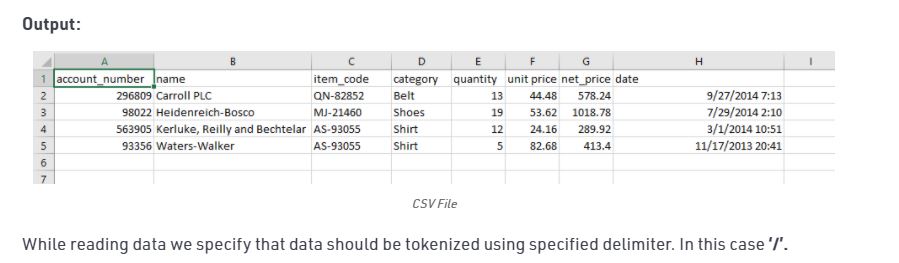 Output:
A B C D E F G H I
1 account_number name item_code category quantity unit price net_price date
2 296809 Carroll PLC QN-82852 Belt 13 44.48 578.24 9/27/2014 7:13
3 98022 Heidenreich-Bosco MJ-21460 Shoes 19 53.62 1018.78 7/29/2014 2:10
4 563905 Kerluke, Reilly and Bechtelar AS-93055 Shirt 12 24.16 289.92 3/1/2014 10:51
5 93356 Waters-Walker AS-93055 Shirt 5 82.68 413.4 11/17/2013 20:41
6
7
CSV File
While reading data we specify that data should be tokenized using specified delimiter. In this case '/'.